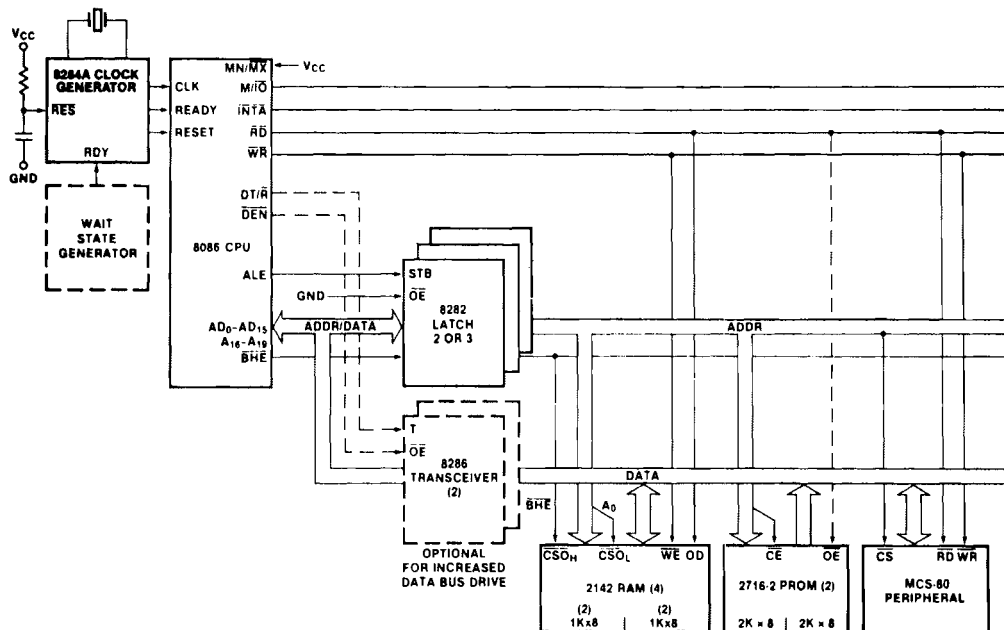 VCC
8284A CLOCK
GENERATOR
RES
RDY
GND
WAIT
STATE
GENERATOR
CLK
READY
RESET
MN/MX
VCC
M/IO
INTA
RD
WR
DT/R
DEN
8086 CPU
ALE
AD0-AD15
A16-A19
BHE
ADDR/DATA
GND
STB
OE
8282
LATCH
2 OR 3
ADDR
T
OE
8286
TRANSCEIVER
(2)
OPTIONAL
FOR INCREASED
DATA BUS DRIVE
DATA
BHE
A0
CSOH
CSOL
WE
OD
2142 RAM (4)
(2)
1Kx8
(2)
1Kx8
CE
OE
2716-2 PROM (2)
2K × 8
2K × 8
CS
RD
WR
MCS-80
PERIPHERAL